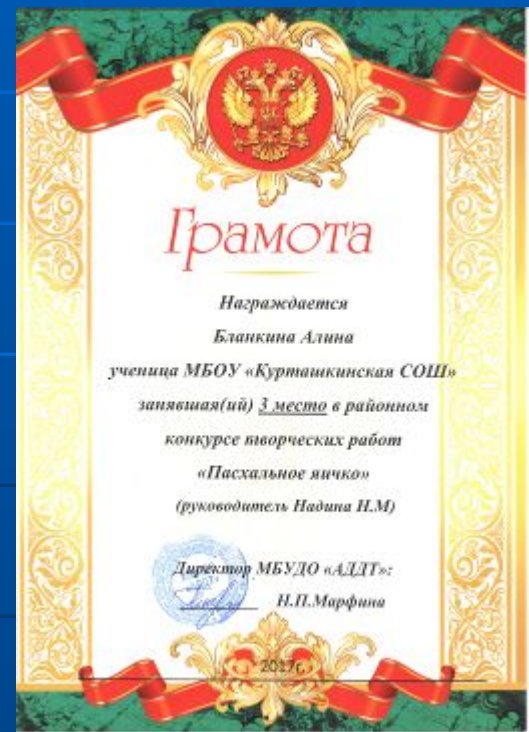 Грамота
Награждается
Бланкина Алина
ученица МБОУ «Курташкинская СОШ»
занявшая(ий) 3 место в районном
конкурсе творческих работ
«Пасхальное яичко»
(руководитель Надина Н.М)
Директор МБУДО «АДДТ»:
Н.П.Марфина
2017г.